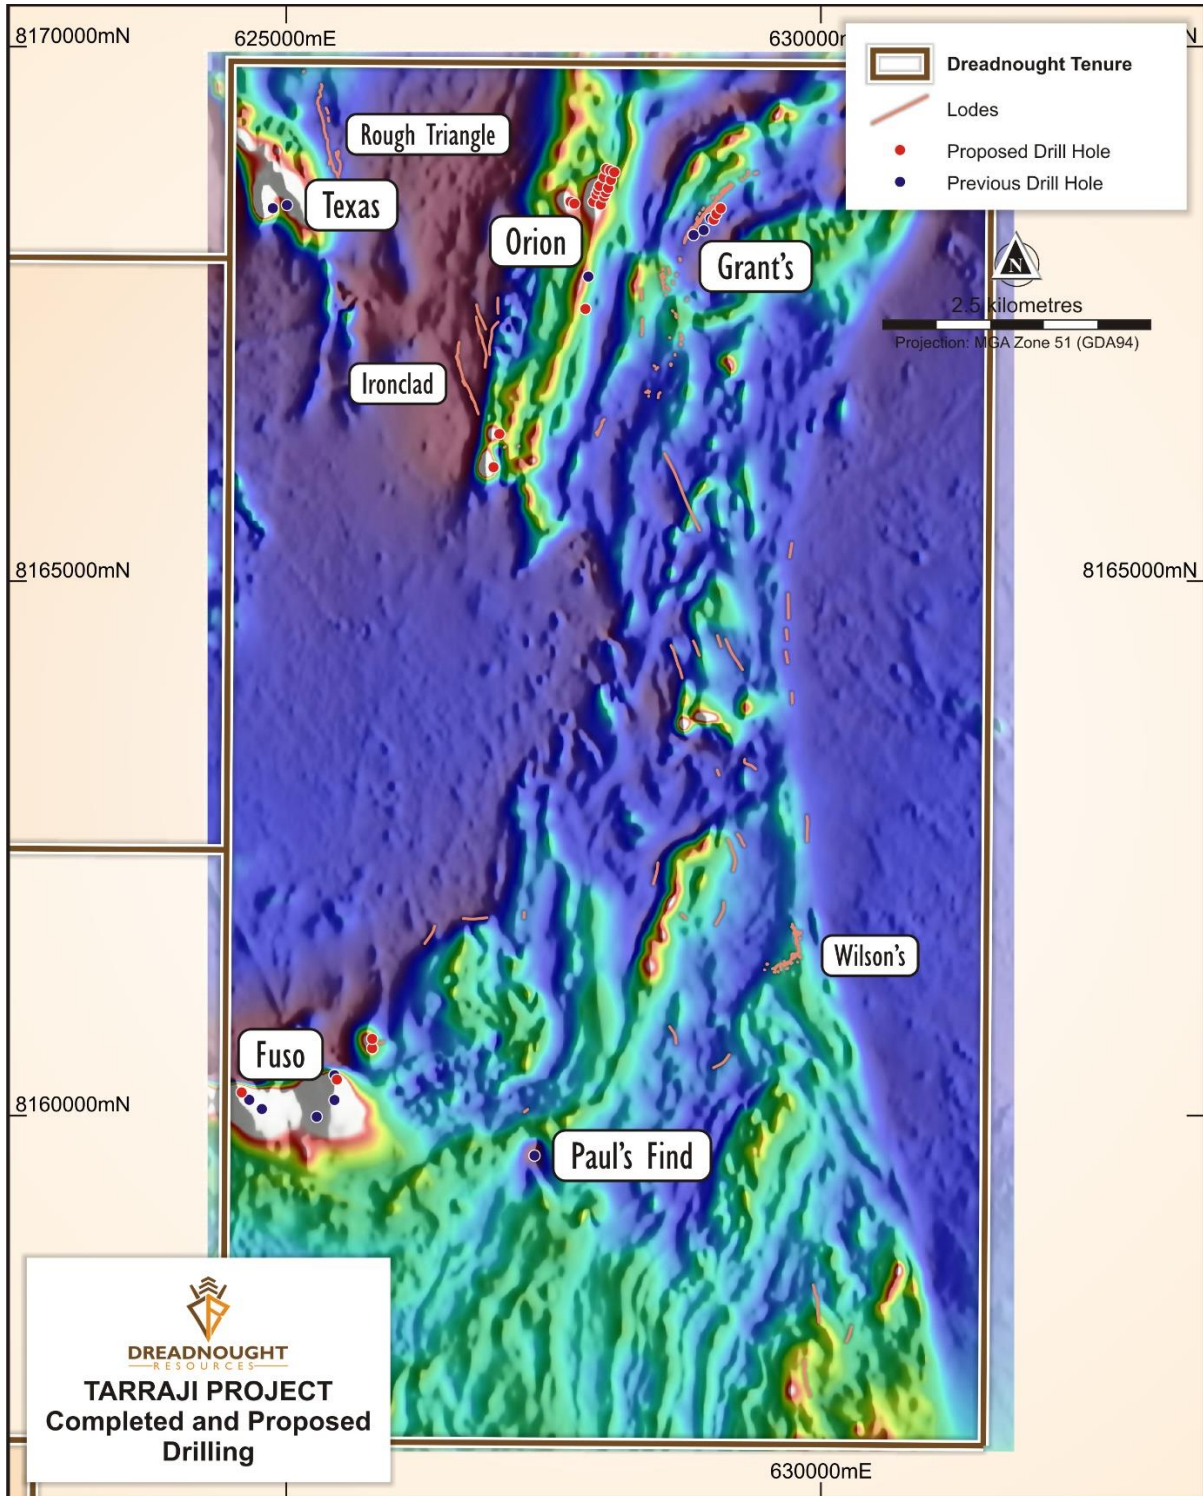 8170000mN
625000mE
630000m
N
Dreadnought Tenure
Lodes
Proposed Drill Hole
Previous Drill Hole
Rough Triangle
Texas
Orion
Grant's
N
2.5 kilometres
Projection: MGA Zone 51 (GDA94)
Ironclad
8165000mN
8165000mN
Wilson's
Fuso
8160000mN
Paul's Find
DREADNOUGHT
RESOURCES
TARRAJI PROJECT
Completed and Proposed
Drilling
630000mE